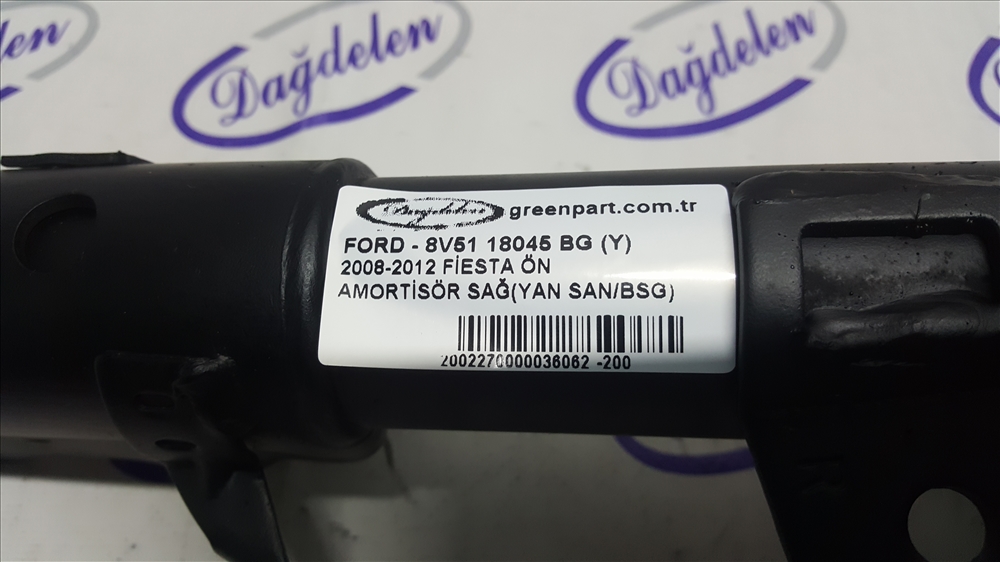 Dağdelen
Dağdelen
Dağdelen greenpart.com.tr
FORD - 8V51 18045 BG (Y)
2008-2012 FİESTA ÖN
AMORTİSÖR SAĞ(YAN SAN/BSG)
2002270000036062 -200